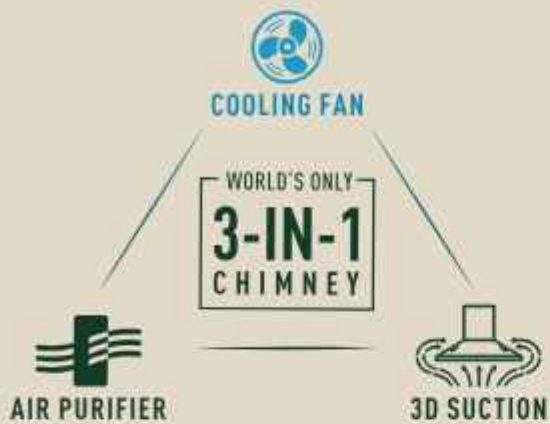 COOLING FAN
WORLD'S ONLY
3-IN-1
CHIMNEY
AIR PURIFIER
3D SUCTION